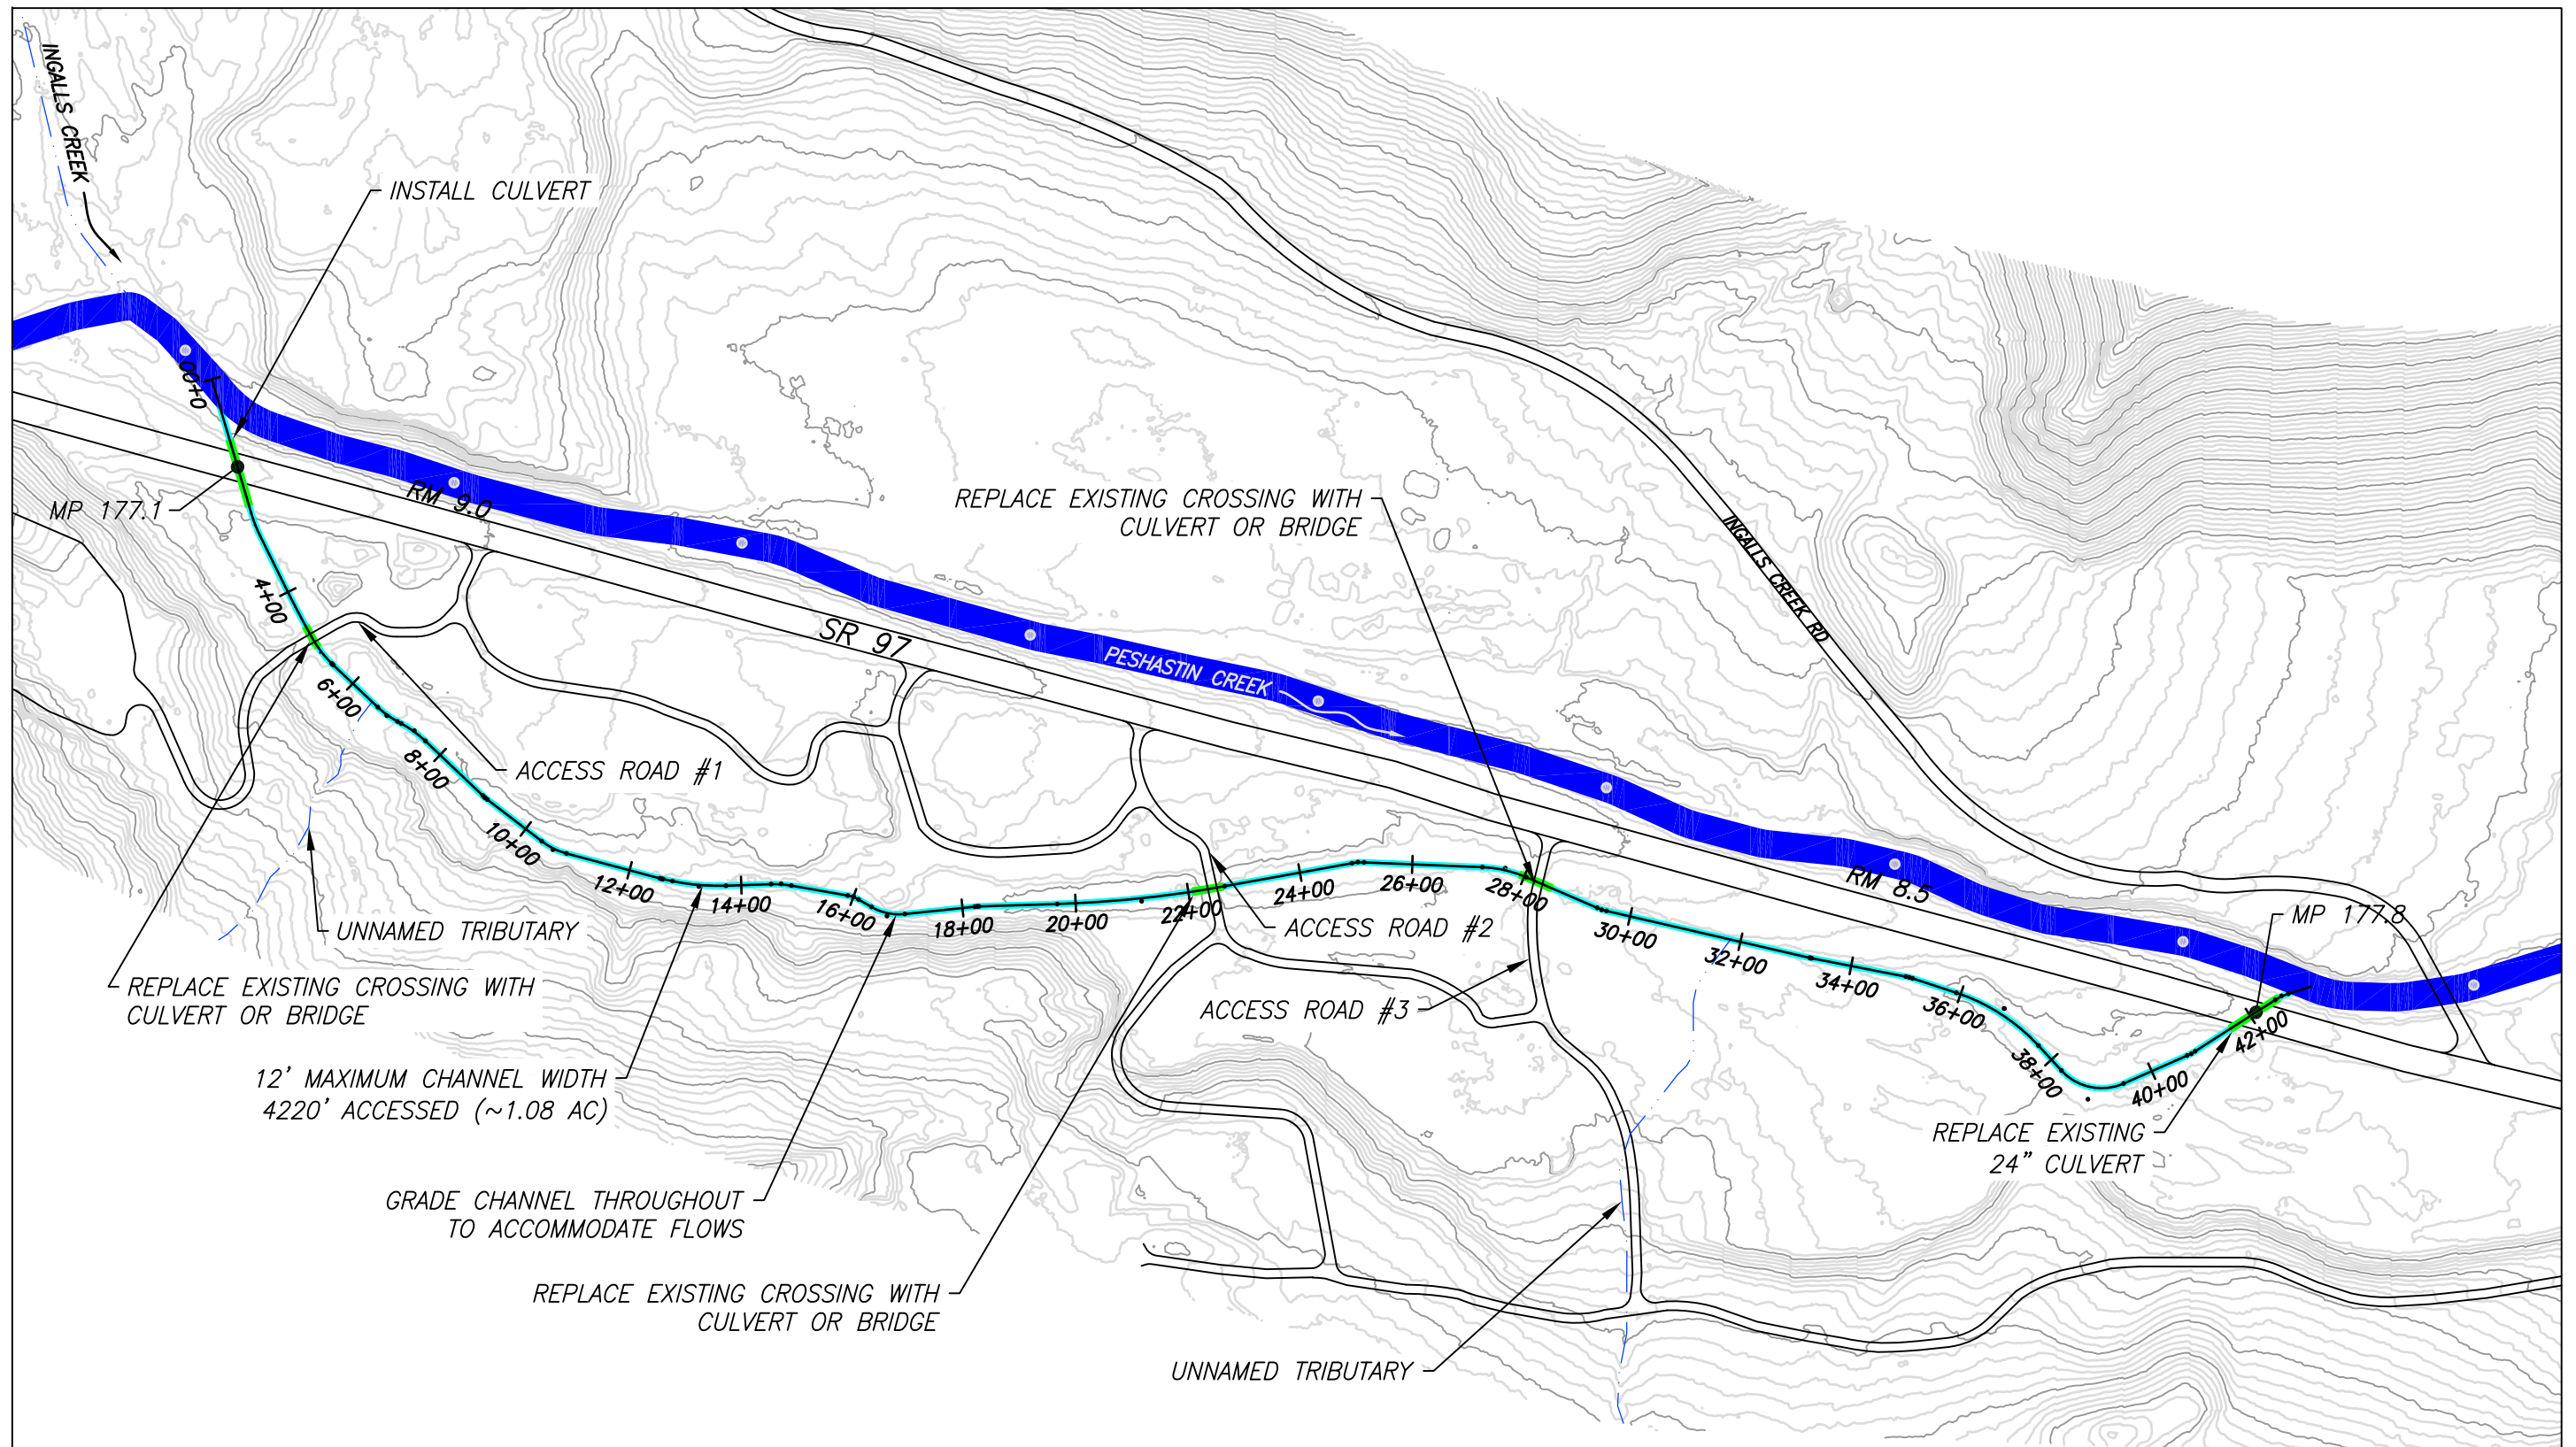 INGALLS CREEK
INSTALL CULVERT
0+00
MP 177.1
RM 9.0
REPLACE EXISTING CROSSING WITH
CULVERT OR BRIDGE
INGALLS CREEK RD
4+00
SR 97
PESHASTIN CREEK
6+00
8+00
ACCESS ROAD #1
10+00
12+00
14+00
16+00
18+00
20+00
22+00
24+00
26+00
28+00
30+00
32+00
34+00
36+00
38+00
40+00
42+00
RM 8.5
MP 177.8
UNNAMED TRIBUTARY
ACCESS ROAD #2
REPLACE EXISTING CROSSING WITH
CULVERT OR BRIDGE
ACCESS ROAD #3
12' MAXIMUM CHANNEL WIDTH
4220' ACCESSED (~1.08 AC)
REPLACE EXISTING
24" CULVERT
GRADE CHANNEL THROUGHOUT
TO ACCOMMODATE FLOWS
REPLACE EXISTING CROSSING WITH
CULVERT OR BRIDGE
UNNAMED TRIBUTARY